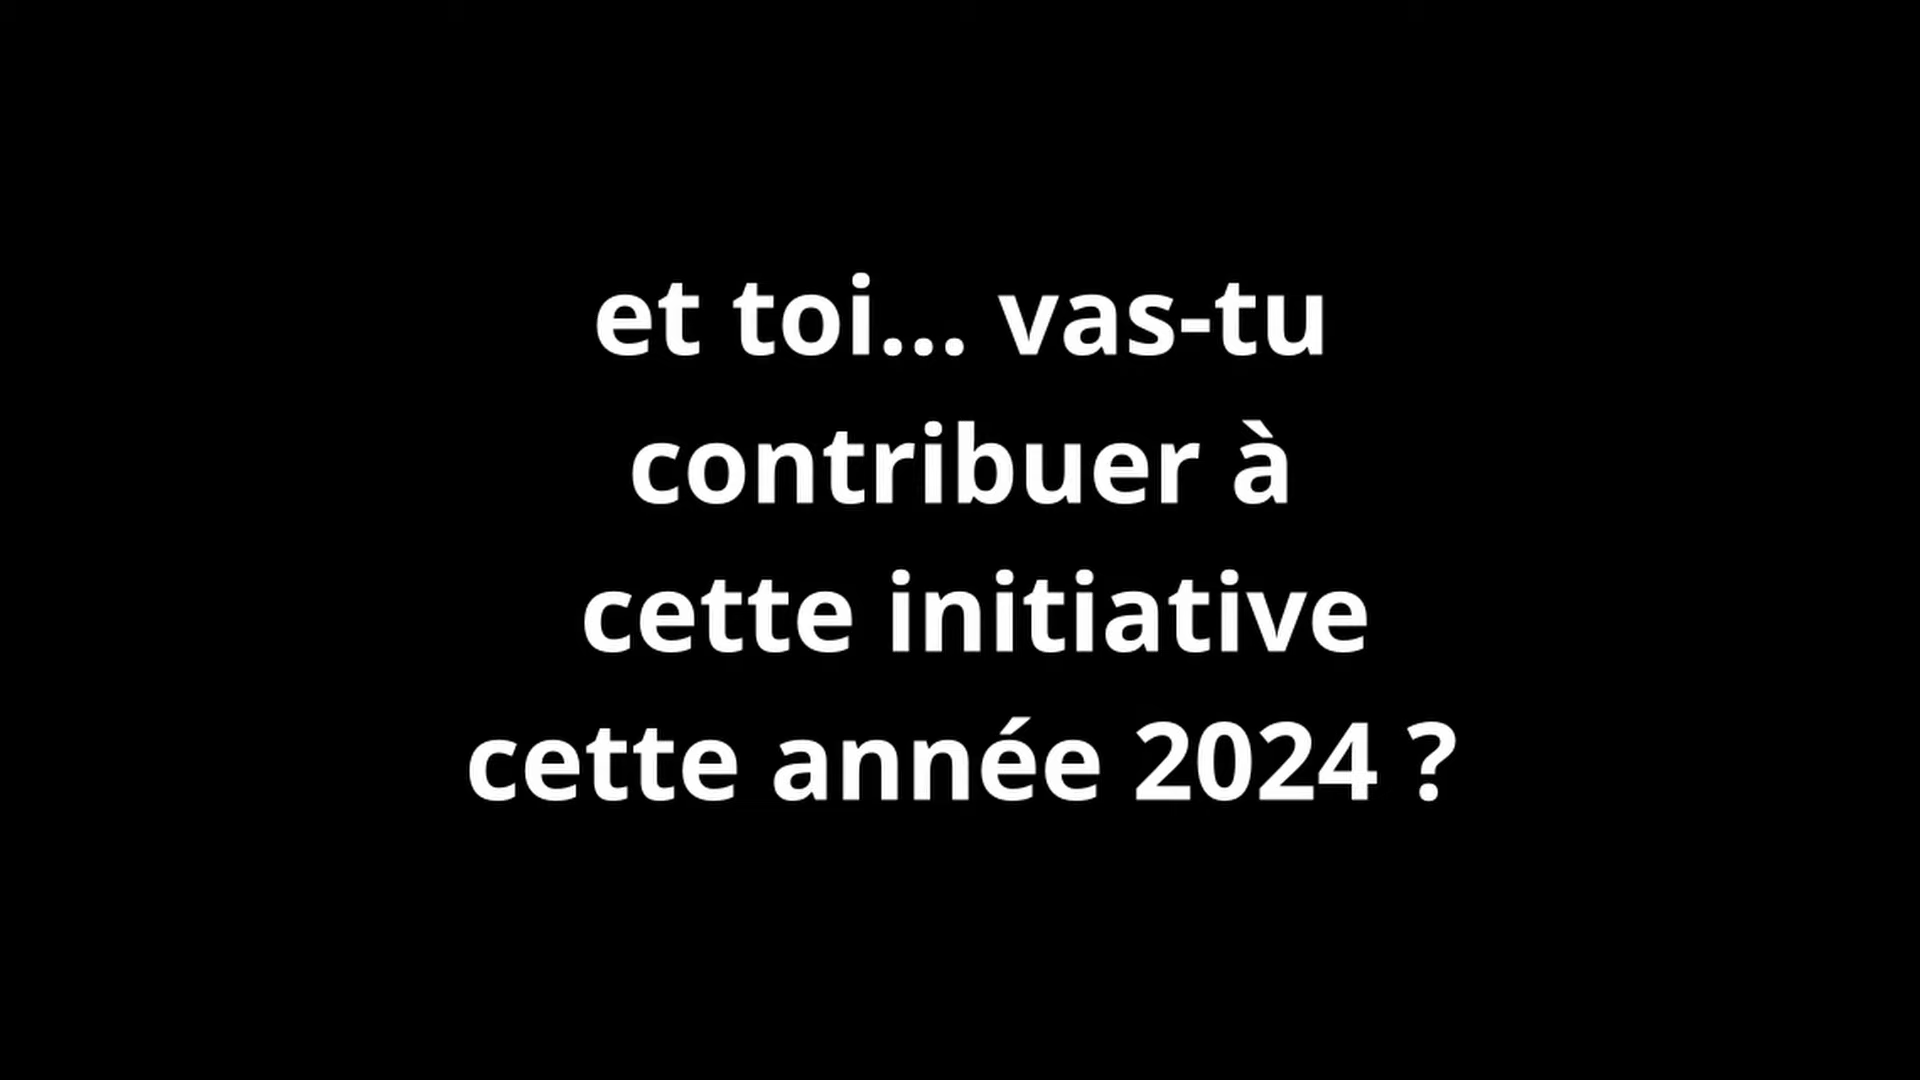 et toi... vas-tu
contribuer à
cette initiative
cette année 2024 ?